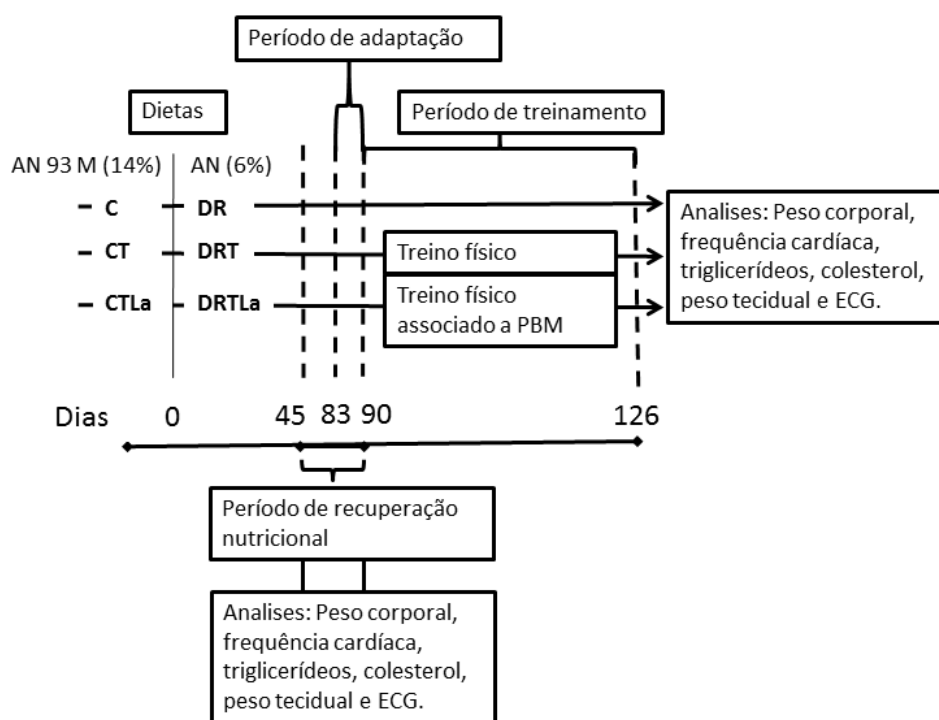 Período de adaptação
Dietas
Período de treinamento
AN 93 M (14%)
AN (6%)
C
DR
CT
DRT
Treino físico
CTLa
DRTLa
Treino físico
associado a PBM
Analises: Peso corporal,
frequência cardíaca,
triglicerídeos, colesterol,
peso tecidual e ECG.
Dias
0
45
83
90
126
Período de recuperação
nutricional
Analises: Peso corporal,
frequência cardíaca,
triglicerídeos, colesterol,
peso tecidual e ECG.